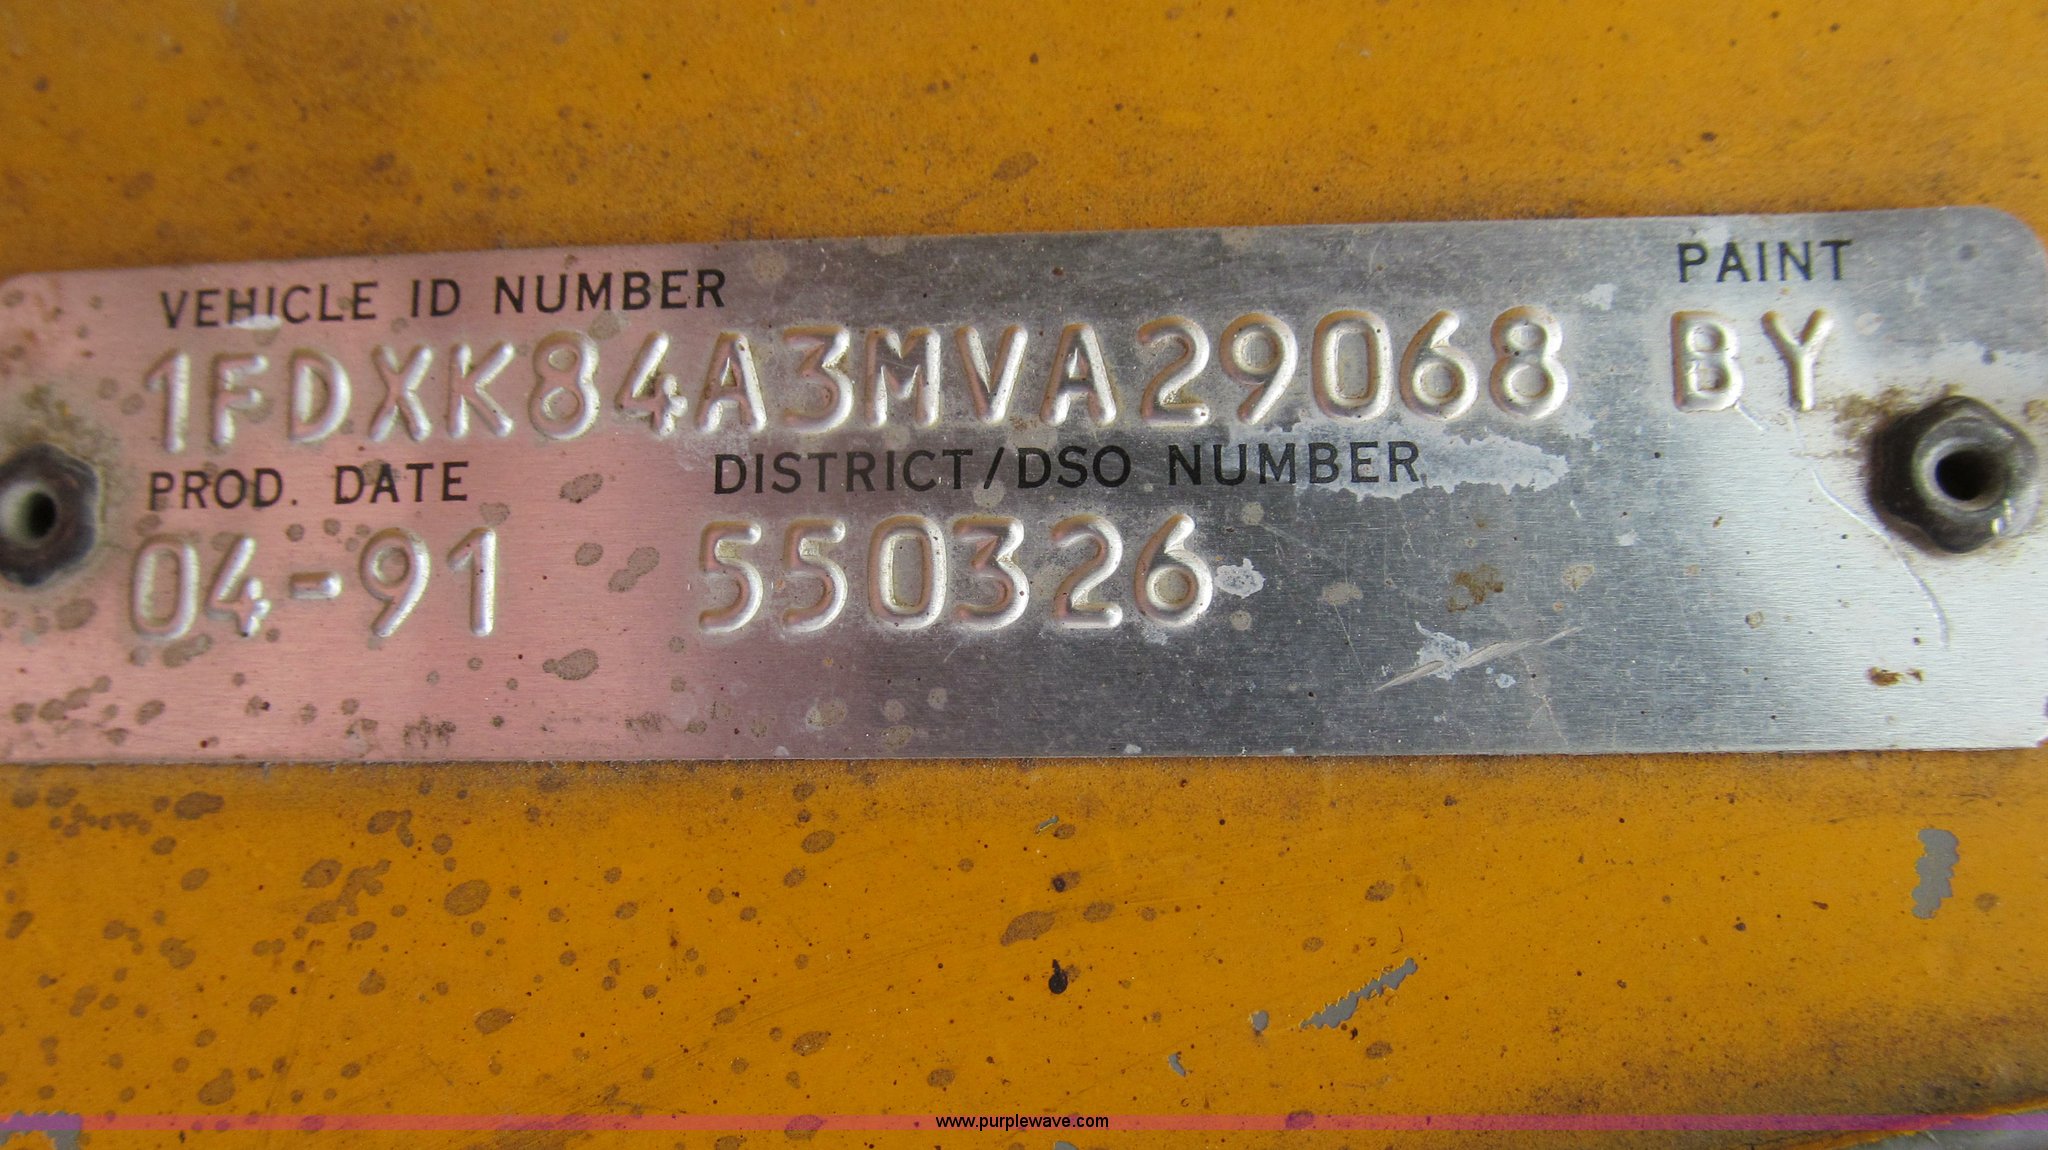 VEHICLE ID NUMBER PAINT
1FDXK84A3MVA29068 BY
PROD. DATE DISTRICT/DSO NUMBER
04-91 550326
www.purplewave.com